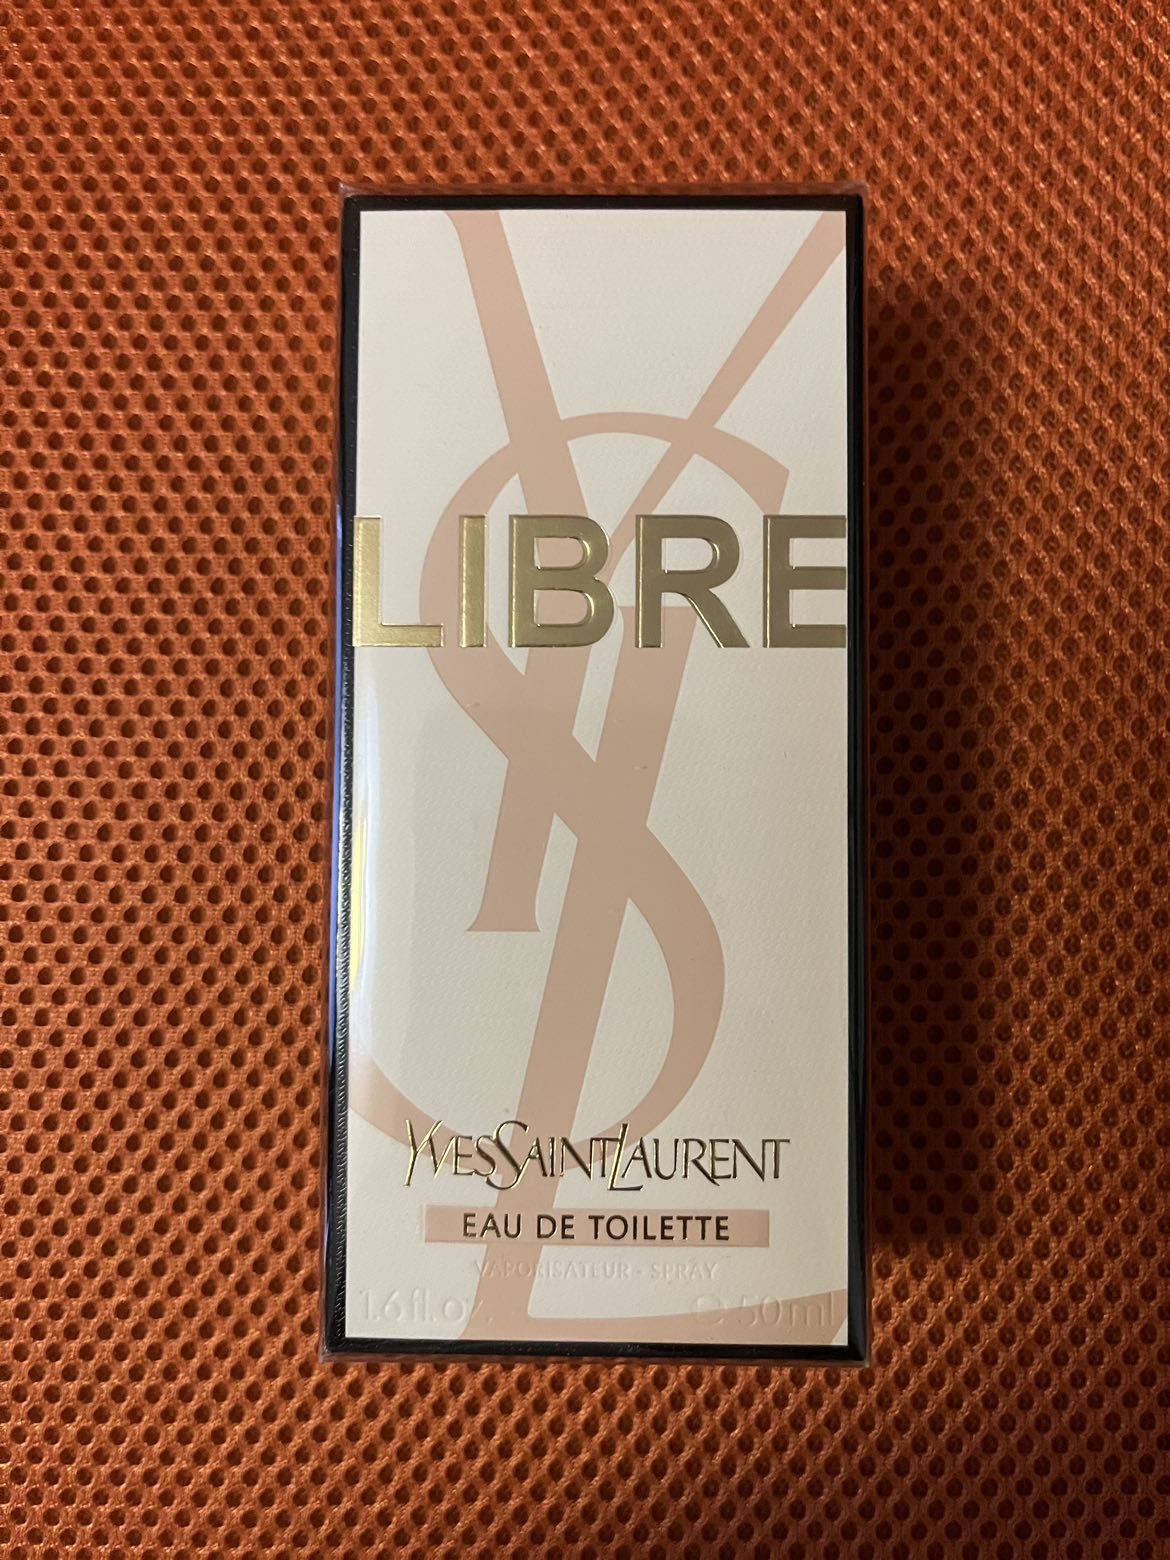 LIBRE
YVESSAINTLAURENT
EAU DE TOILETTE
VAPORISATEUR - SPRAY
1.6 fl.oz. ℮ 50 ml